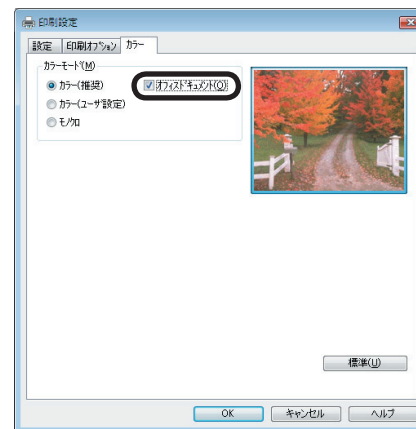 印刷設定
設定 印刷ｵﾌﾟｼｮﾝ ｶﾗｰ
ｶﾗｰﾓｰﾄﾞ(M)
ｶﾗｰ(推奨) ｵﾌｨｽﾄﾞｷｭﾒﾝﾄ(O)
ｶﾗｰ(ﾕｰｻﾞ設定)
ﾓﾉｸﾛ
標準(U)
OK キャンセル ヘルプ